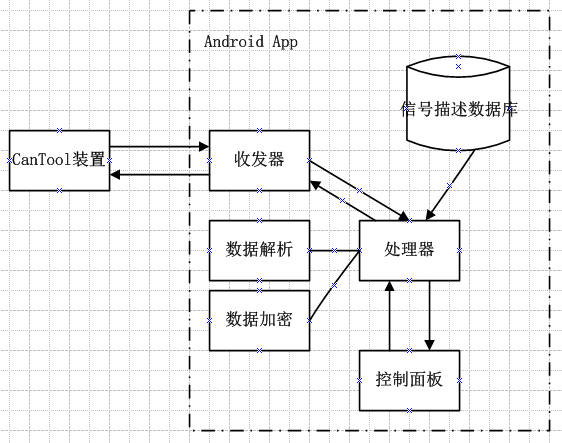 Android App
信号描述数据库
CanTool装置
收发器
数据解析
处理器
数据加密
控制面板